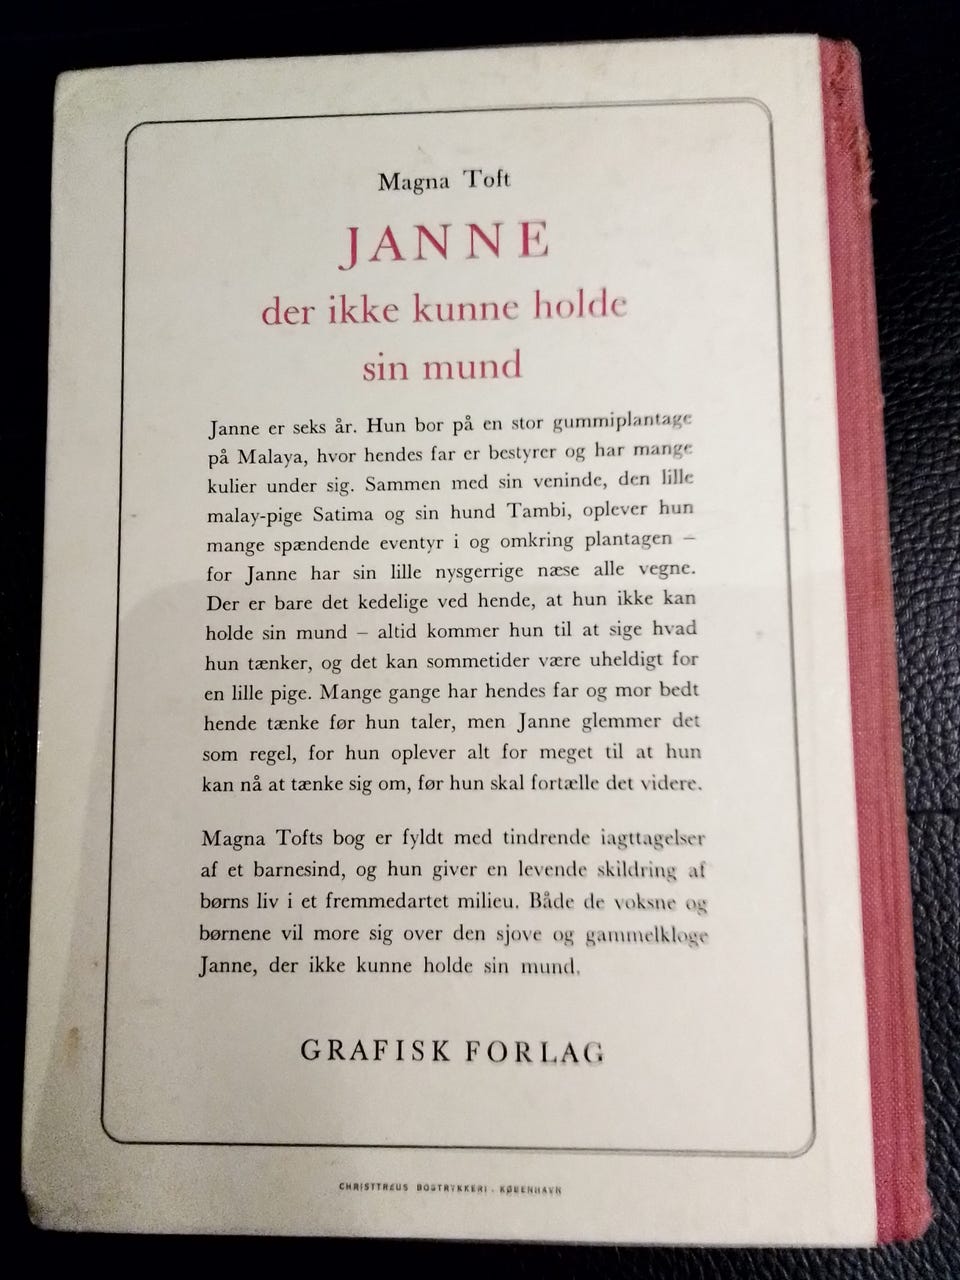 Magna Toft
JANNE
der ikke kunne holde
sin mund
Janne er seks år. Hun bor på en stor gummiplantage
på Malaya, hvor hendes far er bestyrer og har mange
kulier under sig. Sammen med sin veninde, den lille
malay-pige Satima og sin hund Tambi, oplever hun
mange spændende eventyr i og omkring plantagen –
for Janne har sin lille nysgerrige næse alle vegne.
Der er bare det kedelige ved hende, at hun ikke kan
holde sin mund – altid kommer hun til at sige hvad
hun tænker, og det kan sommetider være uheldigt for
en lille pige. Mange gange har hendes far og mor bedt
hende tænke før hun taler, men Janne glemmer det
som regel, for hun oplever alt for meget til at hun
kan nå at tænke sig om, før hun skal fortælle det videre.
Magna Tofts bog er fyldt med tindrende iagttagelser
af et barnesind, og hun giver en levende skildring af
børns liv i et fremmedartet milieu. Både de voksne og
børnene vil more sig over den sjove og gammelkloge
Janne, der ikke kunne holde sin mund.
GRAFISK FORLAG
CHRISTTREUS BOGTRYKKERI . KØBENHAVN